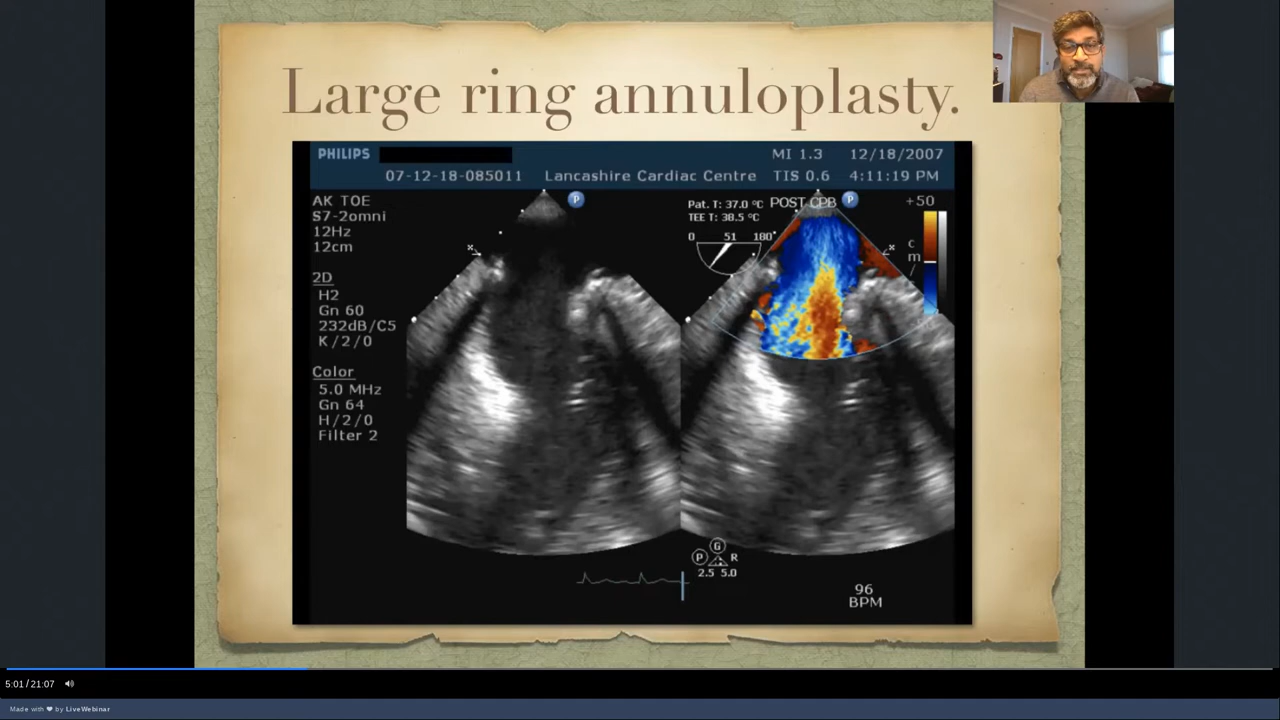 Large ring annuloplasty.
PHILIPS
MI 1.3 12/18/2007
07-12-18-085011 Lancashire Cardiac Centre TIS 0.6 4:11:19 PM
AK TOE
S7-2omni
12Hz
12cm
2D
H2
Gn 60
232dB/C5
K/2/0
Color
5.0 MHz
Gn 64
H/2/0
Filter 2
P
Pat. T: 37.0 °C
TEE T: 38.5 °C
POST CPB
P
0 51 180°
+50
cm/
G
P R
2.5 5.0
96
BPM
5:01 / 21:07
Made with ❤ by LiveWebinar